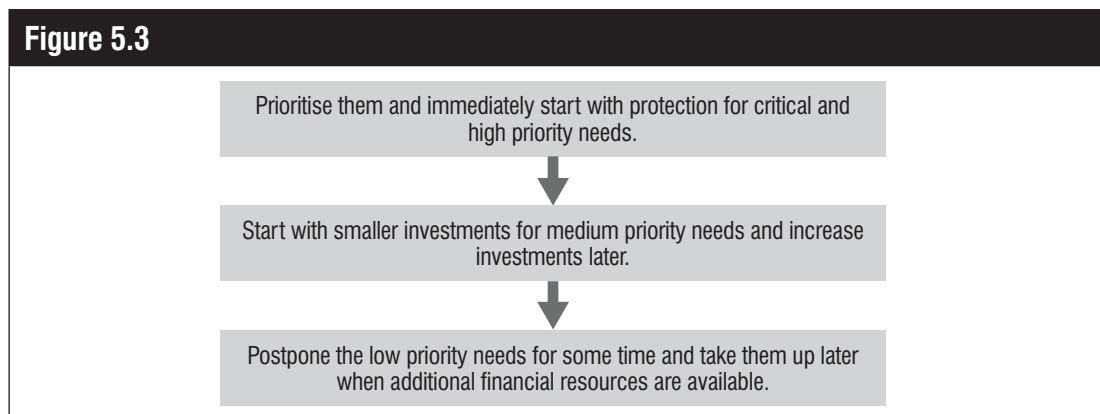 Figure 5.3
Prioritise them and immediately start with protection for critical and
high priority needs.
Start with smaller investments for medium priority needs and increase
investments later.
Postpone the low priority needs for some time and take them up later
when additional financial resources are available.